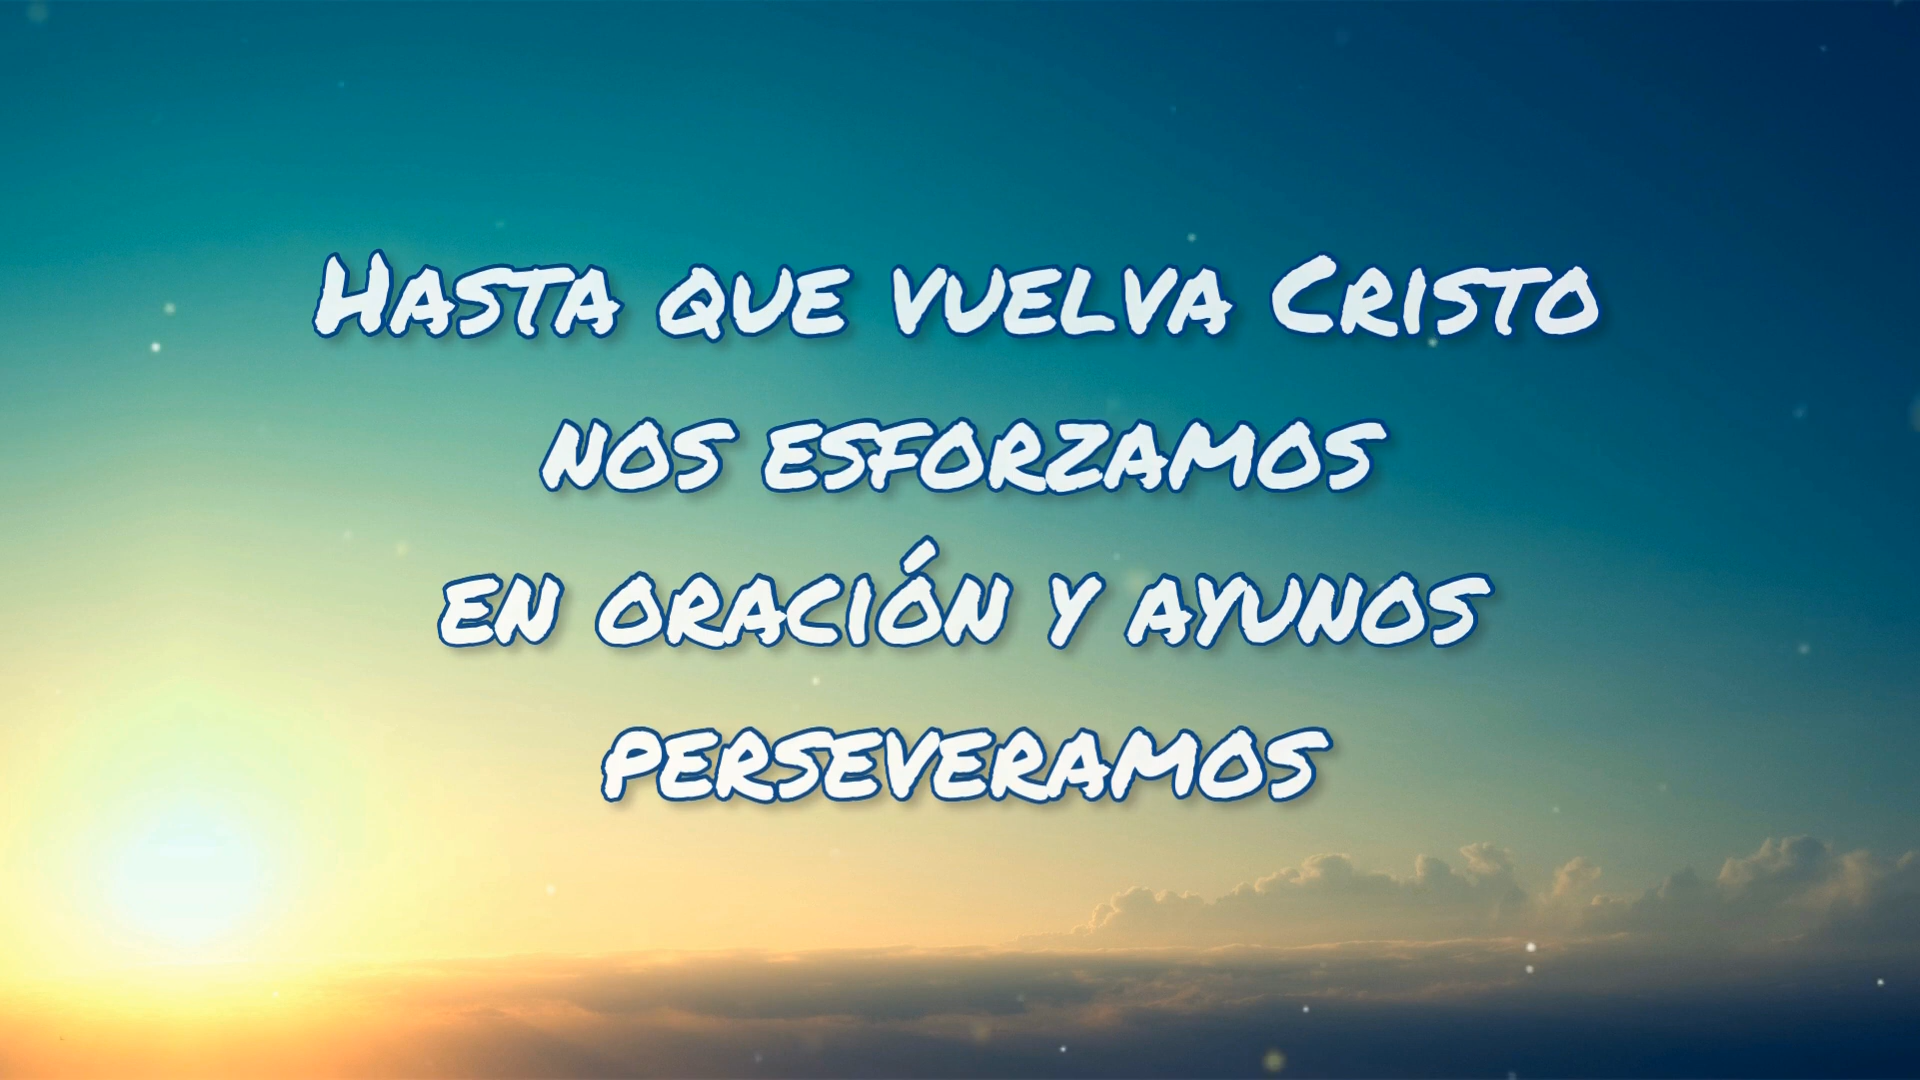 Hasta que vuelva Cristo
nos esforzamos
en oración y ayunos
perseveramos